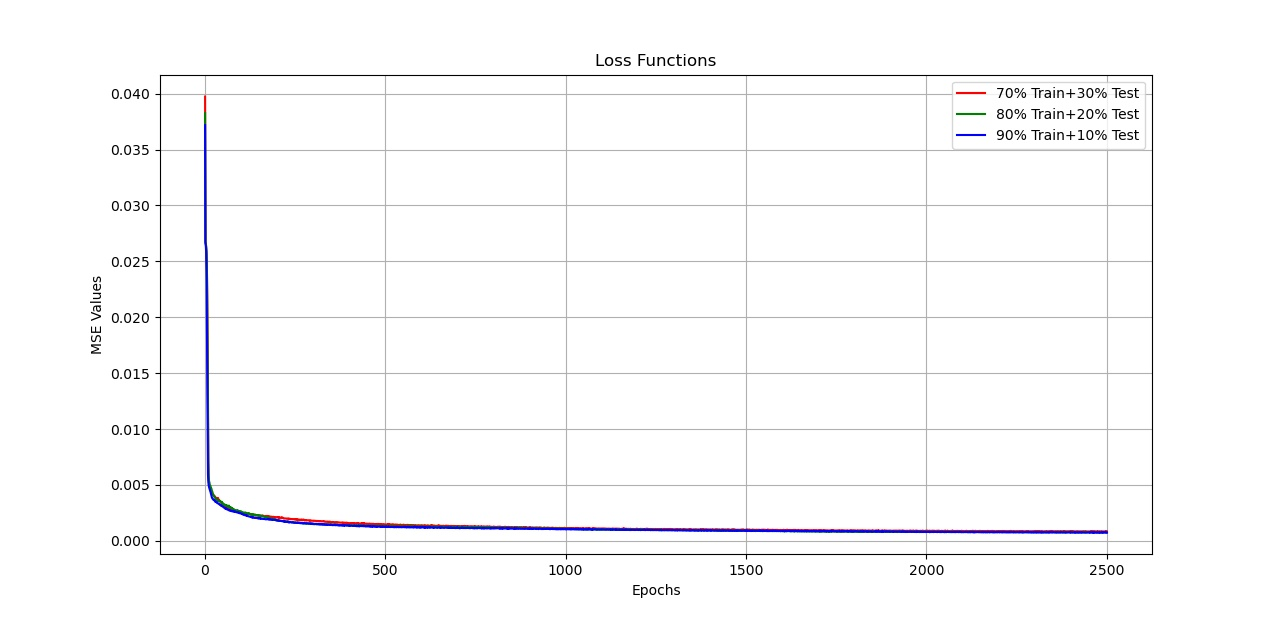 Loss Functions
0.040
0.035
0.030
0.025
0.020
0.015
0.010
0.005
0.000
MSE Values
70% Train+30% Test
80% Train+20% Test
90% Train+10% Test
0
500
1000
1500
2000
2500
Epochs